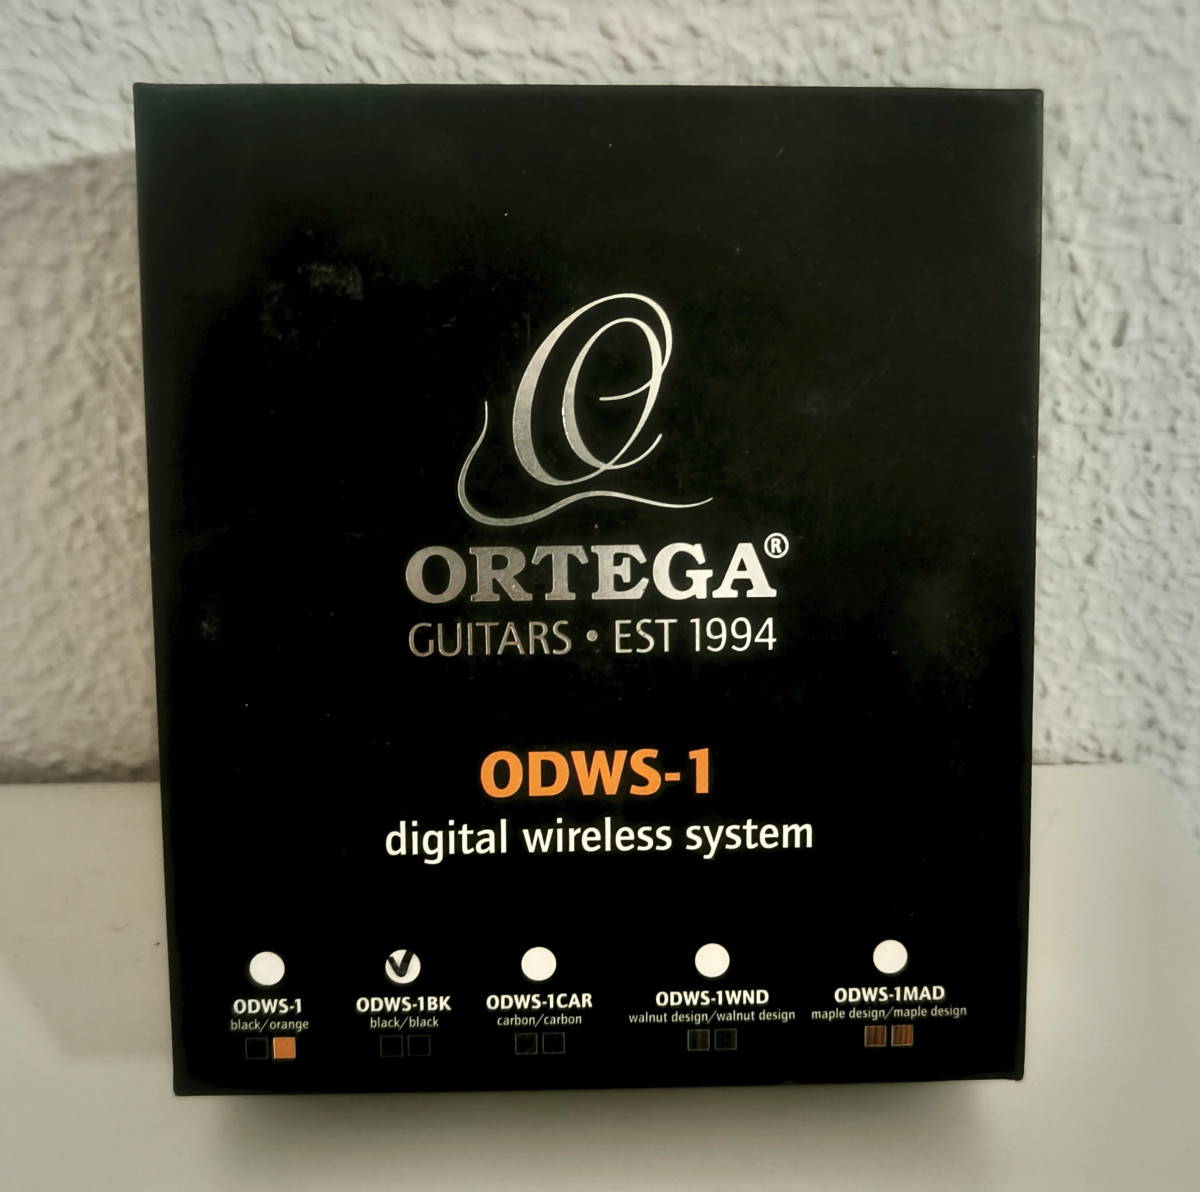 ORTEGA®
GUITARS • EST 1994
ODWS-1
digital wireless system
ODWS-1 ODWS-1BK ODWS-1CAR ODWS-1WND ODWS-1MAD
black/orange black/black carbon/carbon walnut design/walnut design maple design/maple design